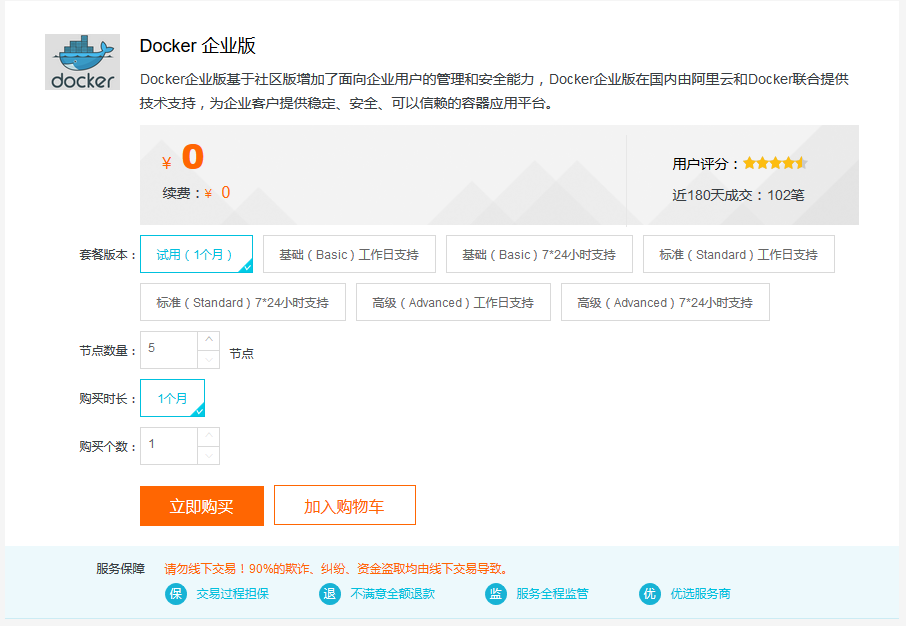 docker
Docker 企业版
Docker企业版基于社区版增加了面向企业用户的管理和安全能力，Docker企业版在国内由阿里云和Docker联合提供
技术支持，为企业客户提供稳定、安全、可以信赖的容器应用平台。
¥ 0
用户评分：
续费：¥ 0
近180天成交：102笔
套餐版本： 试用（1个月） 基础（Basic）工作日支持 基础（Basic）7*24小时支持 标准（Standard）工作日支持
标准（Standard）7*24小时支持 高级（Advanced）工作日支持 高级（Advanced）7*24小时支持
节点数量： 5 节点
购买时长： 1个月
购买个数： 1
立即购买 加入购物车
服务保障 请勿线下交易！90%的欺诈、纠纷、资金盗取均由线下交易导致。
保 交易过程担保 退 不满意全额退款 监 服务全程监管 优 优选服务商